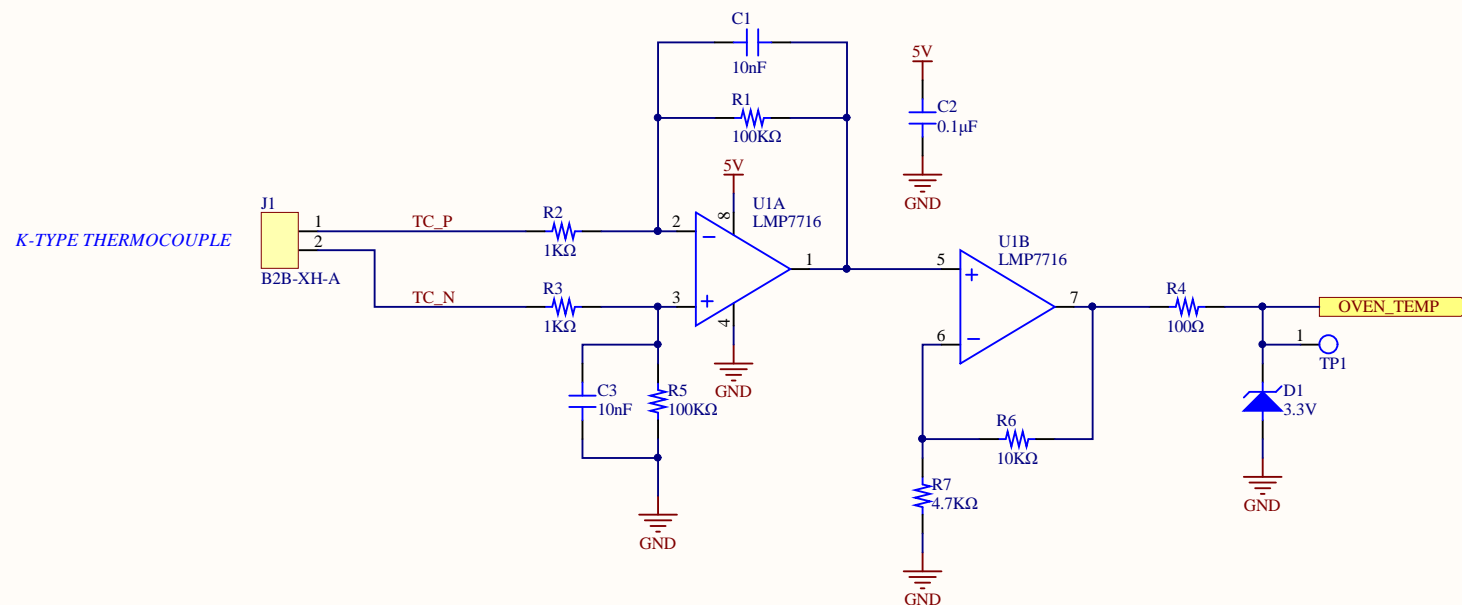 C1
10nF
R1
100KΩ
5V
C2
0.1µF
GND
5V
U1A
LMP7716
J1
1
2
B2B-XH-A
K-TYPE THERMOCOUPLE
TC_P
R2
1KΩ
2
8
1
TC_N
R3
1KΩ
3
4
GND
C3
10nF
R5
100KΩ
GND
U1B
LMP7716
5
7
6
R6
10KΩ
R7
4.7KΩ
GND
R4
100Ω
OVEN_TEMP
1
TP1
D1
3.3V
GND